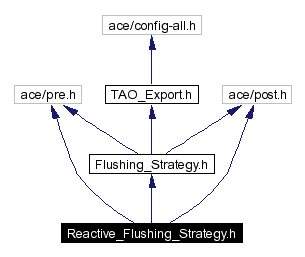 ace/config-all.h
ace/pre.h
TAO_Export.h
ace/post.h
Flushing_Strategy.h
Reactive_Flushing_Strategy.h